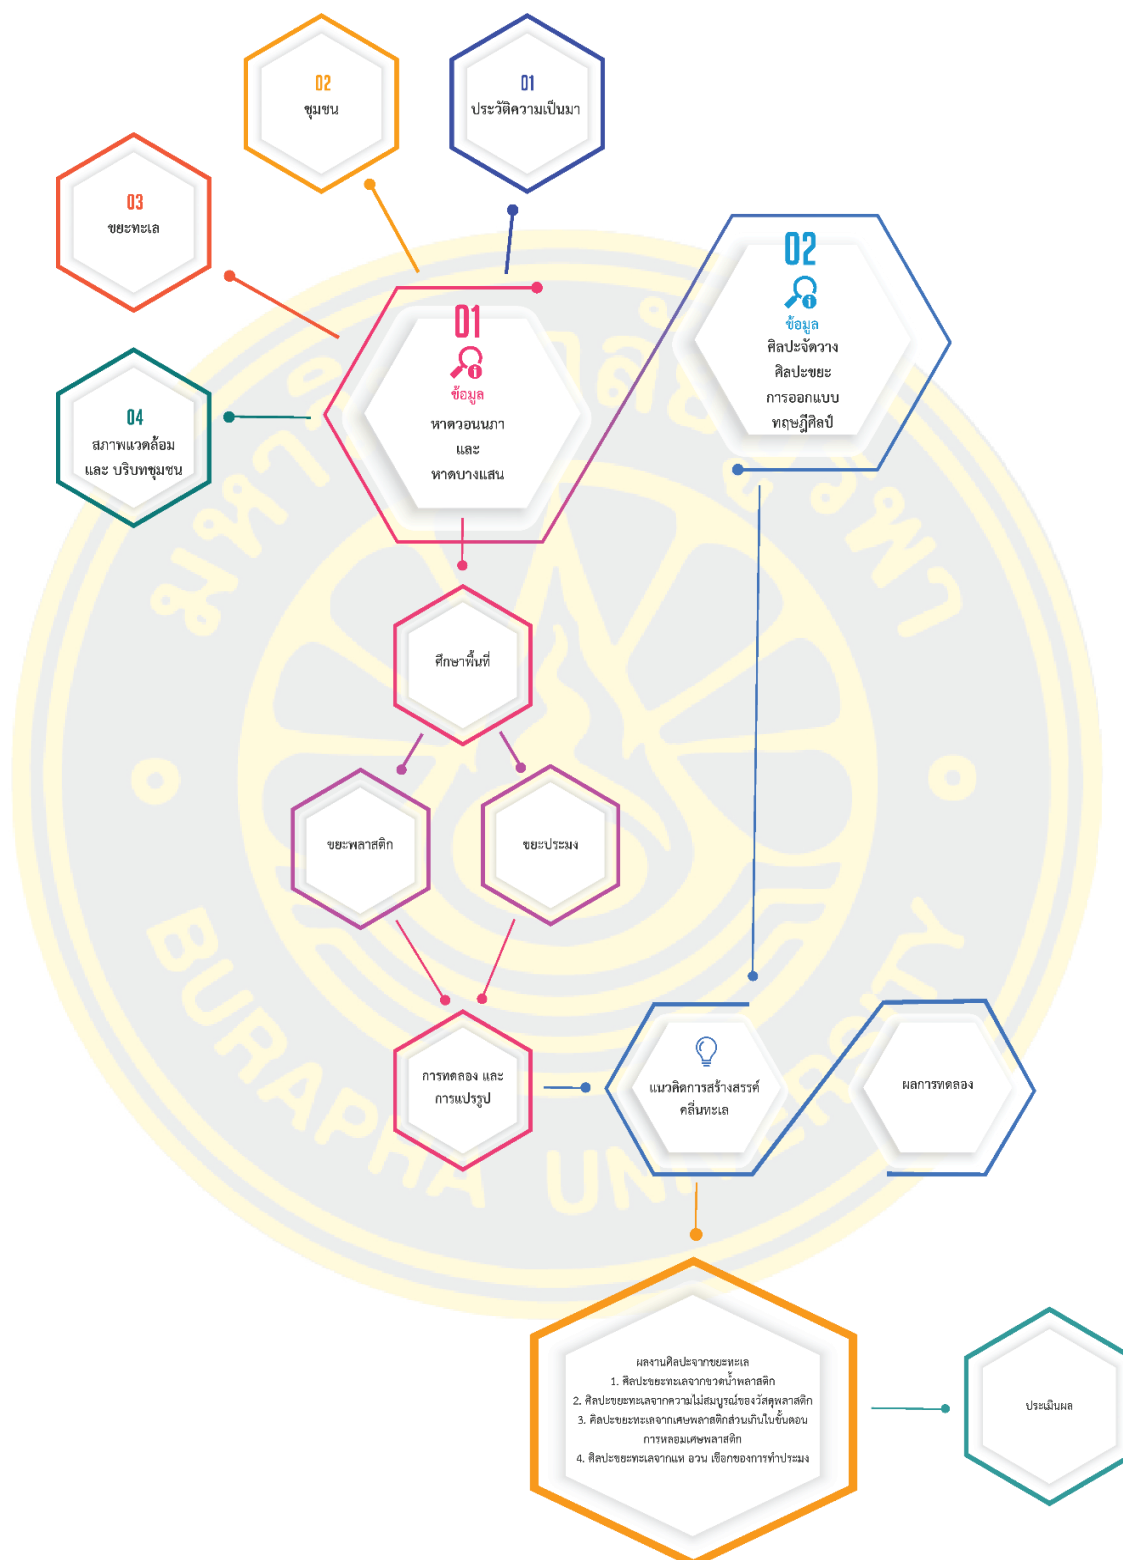 02
ชุมชน
01
ประวัติความเป็นมา
03
ขยะทะเล
04
สภาพแวดล้อม
และ บริบทชุมชน
01
ข้อมูล
หาดวอนนภา
และ
หาดบางแสน
02
ข้อมูล
ศิลปะจัดวาง
ศิลปะขยะ
การออกแบบ
ทฤษฎีศิลป์
ศึกษาพื้นที่
ขยะพลาสติก
ขยะประมง
การทดลอง และ
การแปรรูป
แนวคิดการสร้างสรรค์
คลื่นทะเล
ผลการทดลอง
ผลงานศิลปะจากขยะทะเล
1. ศิลปะขยะทะเลจากขวดน้ำพลาสติก
2. ศิลปะขยะทะเลจากความไม่สมบูรณ์ของวัสดุพลาสติก
3. ศิลปะขยะทะเลจากเศษพลาสติกส่วนเกินในขั้นตอน
การหลอมเศษพลาสติก
4. ศิลปะขยะทะเลจากแห อวน เชือกของการทำประมง
ประเมินผล
BURAPHA UNIVERSITY